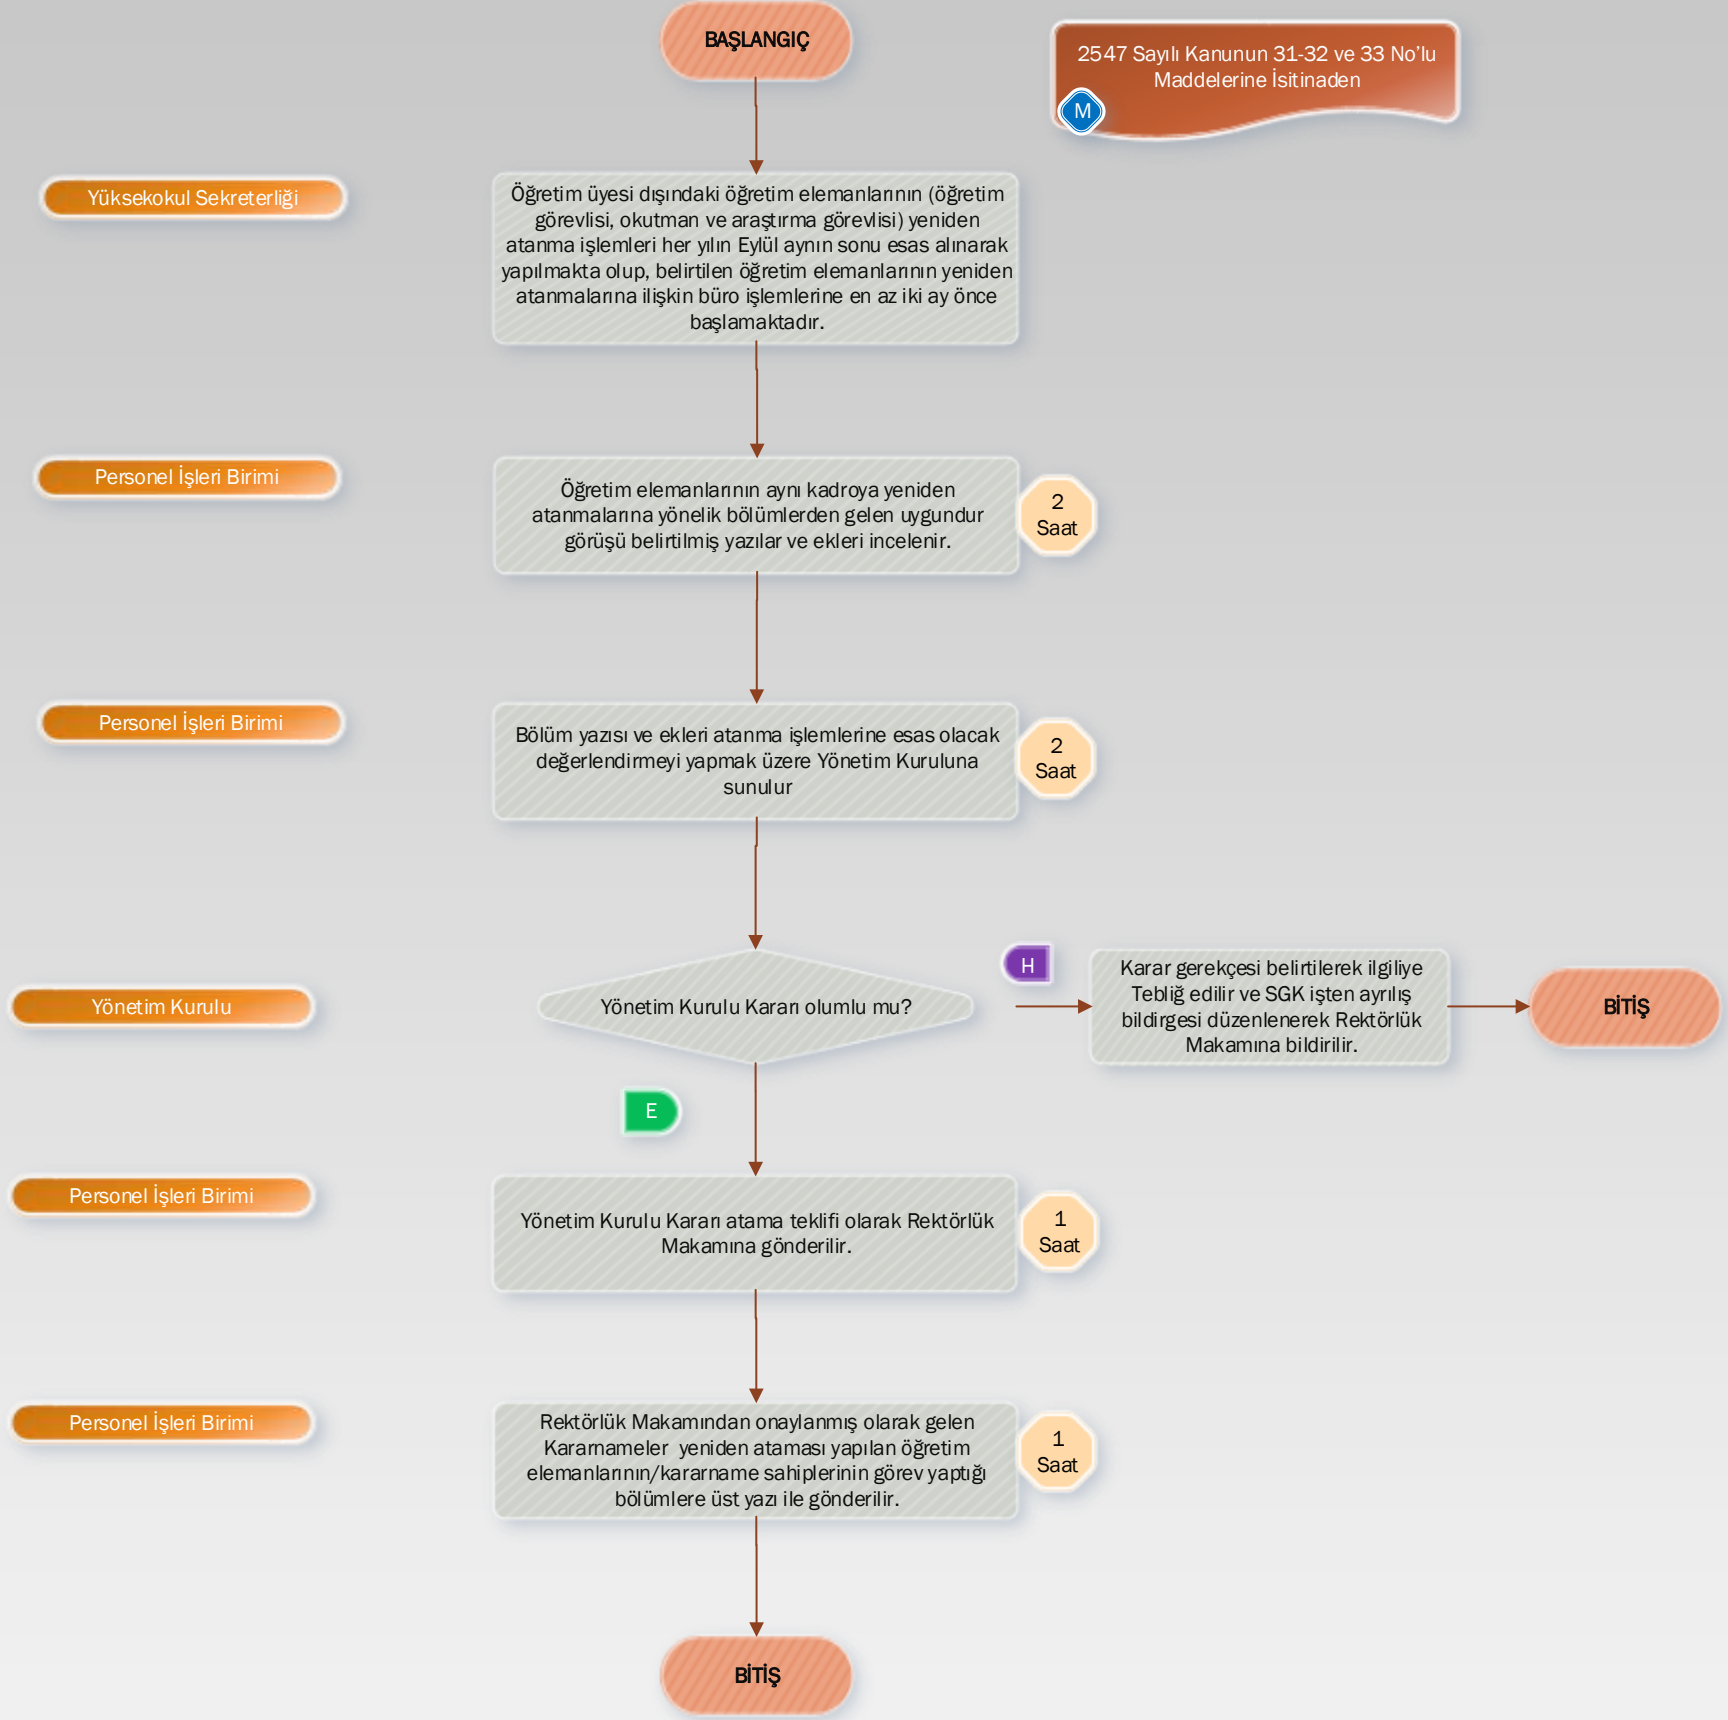 BAŞLANGIÇ
2547 Sayılı Kanunun 31-32 ve 33 No'lu
Maddelerine İsitinaden
M
Yüksekokul Sekreterliği
Öğretim üyesi dışındaki öğretim elemanlarının (öğretim
görevlisi, okutman ve araştırma görevlisi) yeniden
atanma işlemleri her yılın Eylül aynın sonu esas alınarak
yapılmakta olup, belirtilen öğretim elemanlarının yeniden
atanmalarına ilişkin büro işlemlerine en az iki ay önce
başlamaktadır.
Personel İşleri Birimi
Öğretim elemanlarının aynı kadroya yeniden
atanmalarına yönelik bölümlerden gelen uygundur
görüşü belirtilmiş yazılar ve ekleri incelenir.
2
Saat
Personel İşleri Birimi
Bölüm yazısı ve ekleri atanma işlemlerine esas olacak
değerlendirmeyi yapmak üzere Yönetim Kuruluna
sunulur
2
Saat
Yönetim Kurulu
Yönetim Kurulu Kararı olumlu mu?
H
Karar gerekçesi belirtilerek ilgiliye
Tebliğ edilir ve SGK işten ayrılış
bildirgesi düzenlenerek Rektörlük
Makamına bildirilir.
BİTİŞ
E
Personel İşleri Birimi
Yönetim Kurulu Kararı atama teklifi olarak Rektörlük
Makamına gönderilir.
1
Saat
Personel İşleri Birimi
Rektörlük Makamından onaylanmış olarak gelen
Kararnameler  yeniden ataması yapılan öğretim
elemanlarının/kararname sahiplerinin görev yaptığı
bölümlere üst yazı ile gönderilir.
1
Saat
BİTİŞ